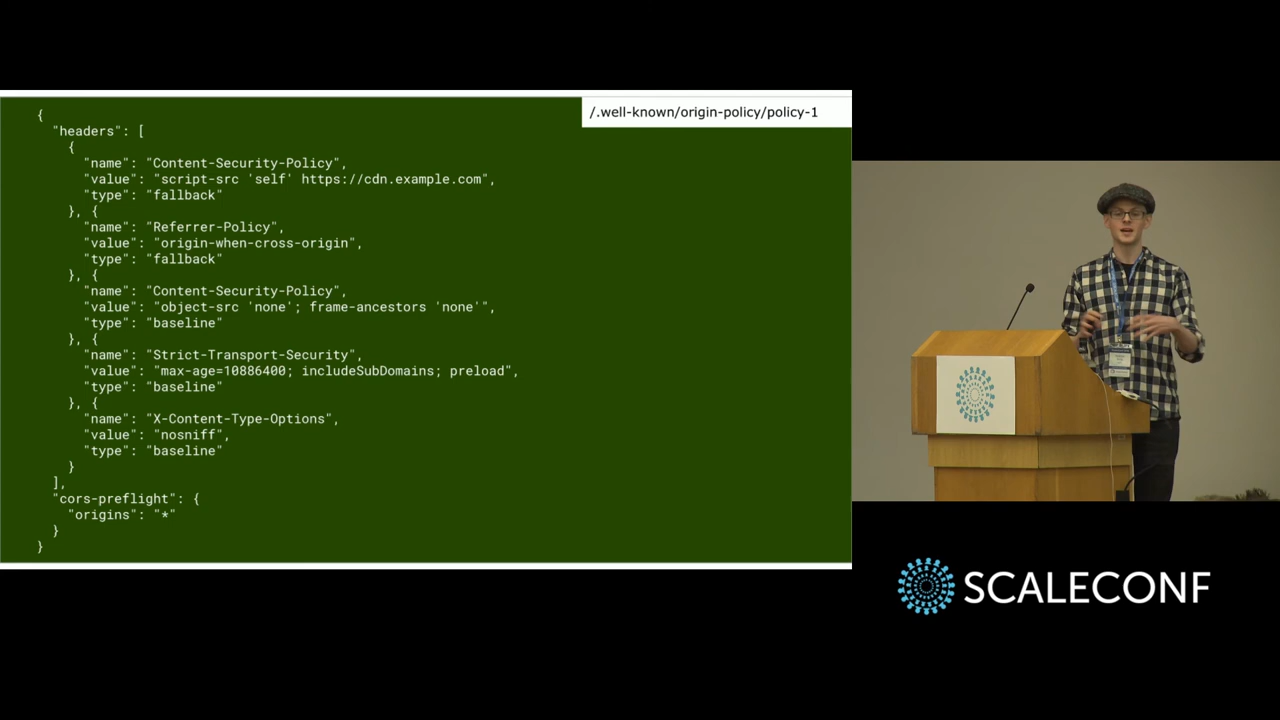 /.well-known/origin-policy/policy-1
{
"headers": [
{
"name": "Content-Security-Policy",
"value": "script-src 'self' https://cdn.example.com",
"type": "fallback"
}, {
"name": "Referrer-Policy",
"value": "origin-when-cross-origin",
"type": "fallback"
}, {
"name": "Content-Security-Policy",
"value": "object-src 'none'; frame-ancestors 'none'",
"type": "baseline"
}, {
"name": "Strict-Transport-Security",
"value": "max-age=10886400; includeSubDomains; preload",
"type": "baseline"
}, {
"name": "X-Content-Type-Options",
"value": "nosniff",
"type": "baseline"
}
],
"cors-preflight": {
"origins": "*"
}
}
SCALECONF